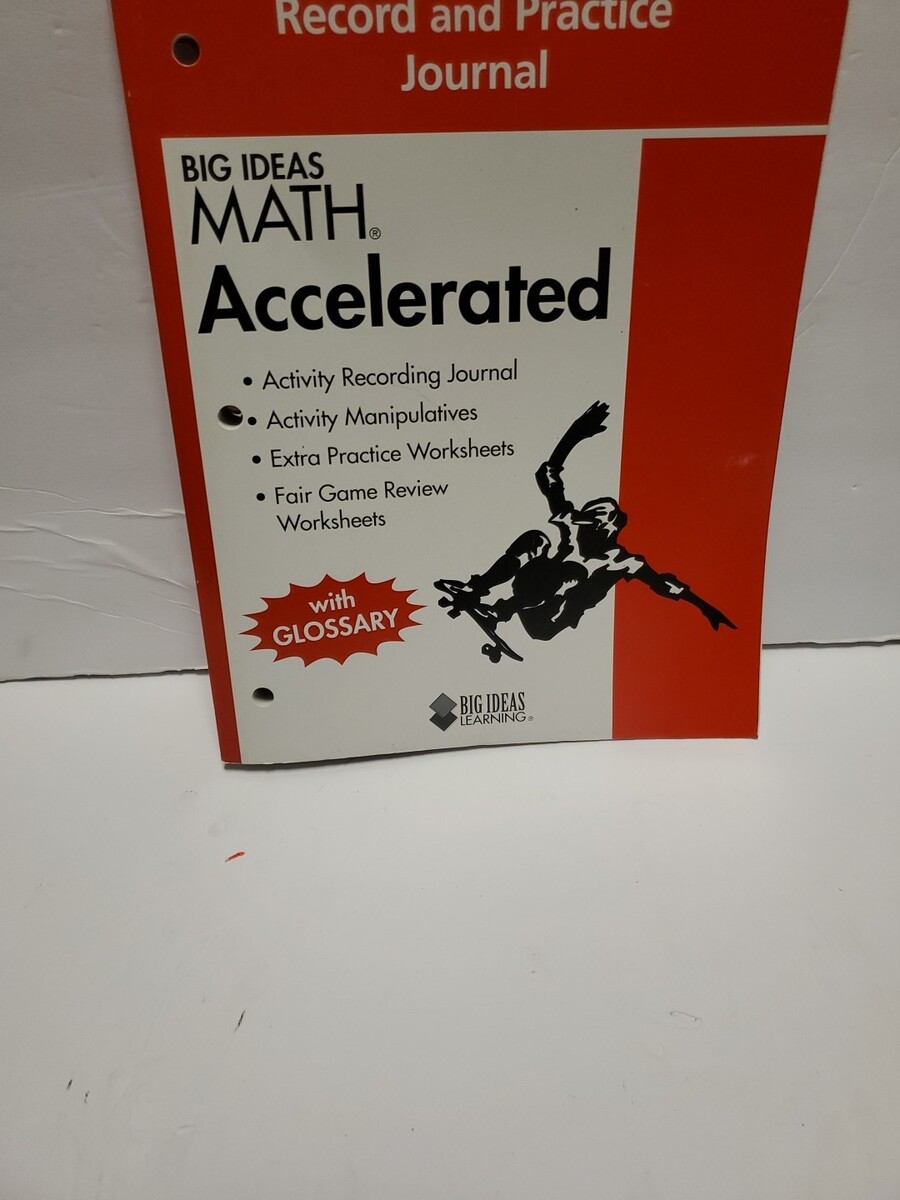 Record and Practice
Journal
BIG IDEAS
MATH®
Accelerated
• Activity Recording Journal
• Activity Manipulatives
• Extra Practice Worksheets
• Fair Game Review
Worksheets
with
GLOSSARY
BIG IDEAS
LEARNING®